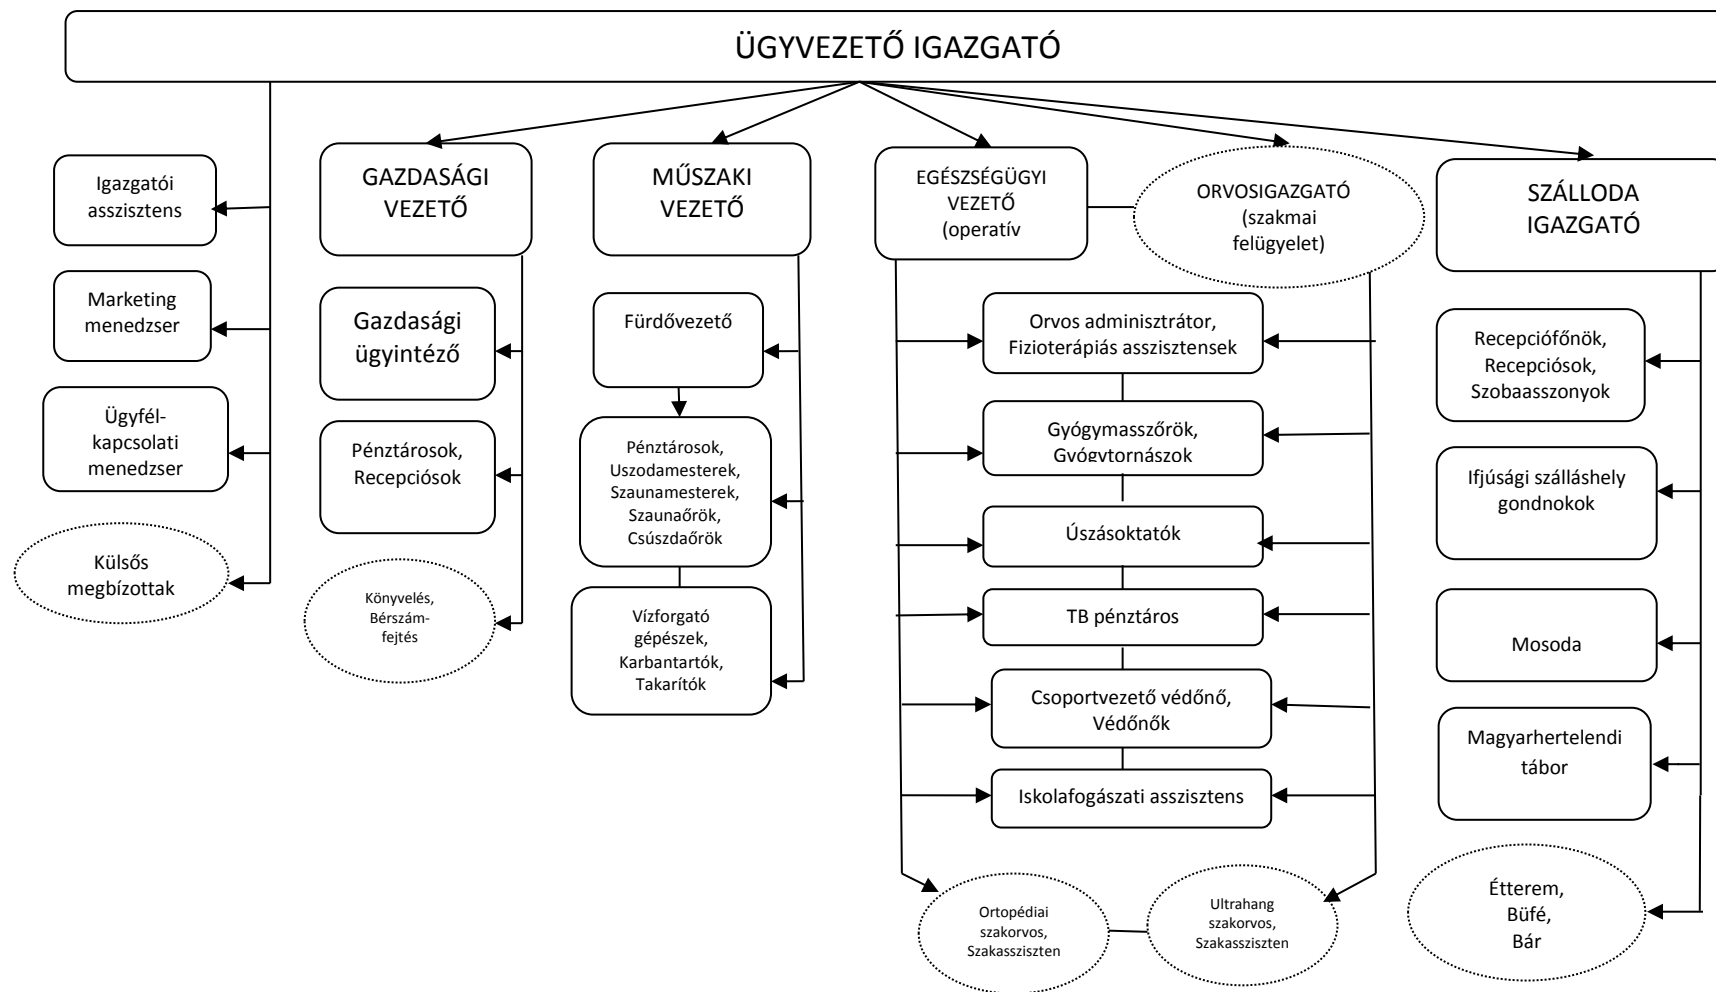 ÜGYVEZETŐ IGAZGATÓ
Igazgatói
asszisztens
Marketing
menedzser
Ügyfél-
kapcsolati
menedzser
Külsős
megbízottak
GAZDASÁGI
VEZETŐ
Gazdasági
ügyintéző
Pénztárosok,
Recepciósok
Könyvelés,
Bérszám-
fejtés
MŰSZAKI
VEZETŐ
Fürdővezető
Pénztárosok,
Uszodamesterek,
Szaunamesterek,
Szaunaőrök,
Csúszdaőrök
Vízforgató
gépészek,
Karbantartók,
Takarítók
EGÉSZSÉGÜGYI
VEZETŐ
(operatív
ORVOSIGAZGATÓ
(szakmai
felügyelet)
Orvos adminisztrátor,
Fizioterápiás asszisztensek
Gyógymasszőrök,
Gyógytornászok
Úszásoktatók
TB pénztáros
Csoportvezető védőnő,
Védőnők
Iskolafogászati asszisztens
Ortopédiai
szakorvos,
Szakassziszten
Ultrahang
szakorvos,
Szakassziszten
SZÁLLODA
IGAZGATÓ
Recepciófőnök,
Recepciósok,
Szobaasszonyok
Ifjúsági szálláshely
gondnokok
Mosoda
Magyarhertelendi
tábor
Étterem,
Büfé,
Bár